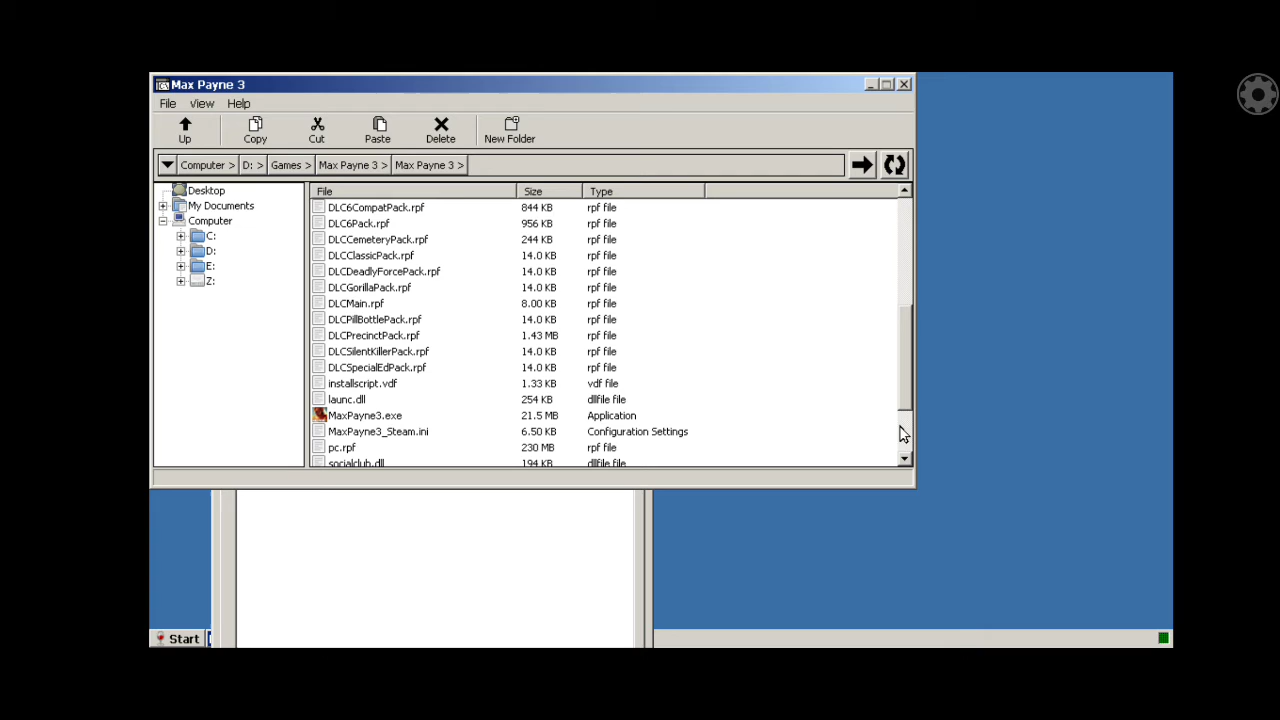 Max Payne 3
File View Help
Up Copy Cut Paste Delete New Folder
Computer > D: > Games > Max Payne 3 > Max Payne 3 >
Desktop
My Documents
Computer
C:
D:
E:
Z:
File Size Type
DLC6CompatPack.rpf 844 KB rpf file
DLC6Pack.rpf 956 KB rpf file
DLCCemeteryPack.rpf 244 KB rpf file
DLCClassicPack.rpf 14.0 KB rpf file
DLCDeadlyForcePack.rpf 14.0 KB rpf file
DLCGorillaPack.rpf 14.0 KB rpf file
DLCMain.rpf 8.00 KB rpf file
DLCPillBottlePack.rpf 14.0 KB rpf file
DLCPrecinctPack.rpf 1.43 MB rpf file
DLCSilentKillerPack.rpf 14.0 KB rpf file
DLCSpecialEdPack.rpf 14.0 KB rpf file
installscript.vdf 1.33 KB vdf file
launc.dll 254 KB dllfile file
MaxPayne3.exe 21.5 MB Application
MaxPayne3_Steam.ini 6.50 KB Configuration Settings
pc.rpf 230 MB rpf file
socialclub.dll 194 KB dllfile file
Start